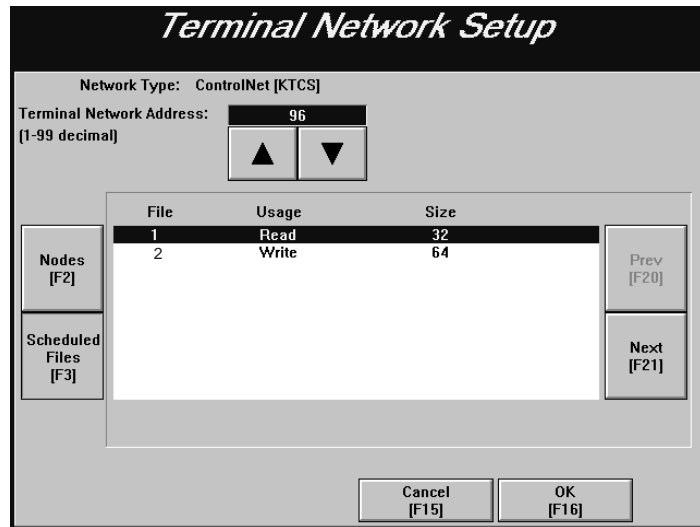 Terminal Network Setup
Network Type: ControlNet [KTCS]
Terminal Network Address: 96
(1-99 decimal)
File Usage Size
1 Read 32
2 Write 64
Nodes
[F2]
Prev
[F20]
Scheduled
Files
[F3]
Next
[F21]
Cancel
[F15]
OK
[F16]